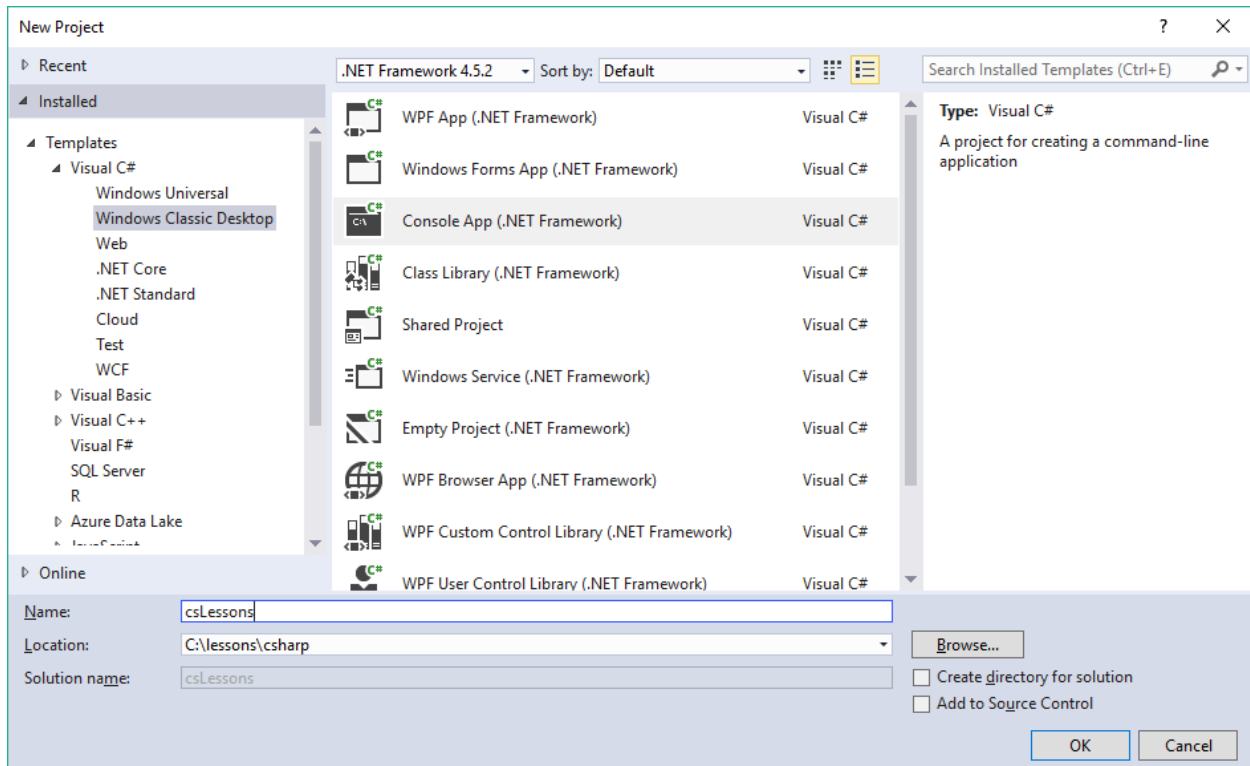 New Project
?
Recent
.NET Framework 4.5.2
Sort by: Default
Search Installed Templates (Ctrl+E)
Installed
Templates
Visual C#
Windows Universal
Windows Classic Desktop
Web
.NET Core
.NET Standard
Cloud
Test
WCF
Visual Basic
Visual C++
Visual F#
SQL Server
R
Azure Data Lake
JavaScript
Online
WPF App (.NET Framework) Visual C#
Windows Forms App (.NET Framework) Visual C#
Console App (.NET Framework) Visual C#
Class Library (.NET Framework) Visual C#
Shared Project Visual C#
Windows Service (.NET Framework) Visual C#
Empty Project (.NET Framework) Visual C#
WPF Browser App (.NET Framework) Visual C#
WPF Custom Control Library (.NET Framework) Visual C#
WPF User Control Library (.NET Framework) Visual C#
Type: Visual C#
A project for creating a command-line
application
Name: csLessons
Location: C:\lessons\csharp
Browse...
Solution name: csLessons
Create directory for solution
Add to Source Control
OK Cancel